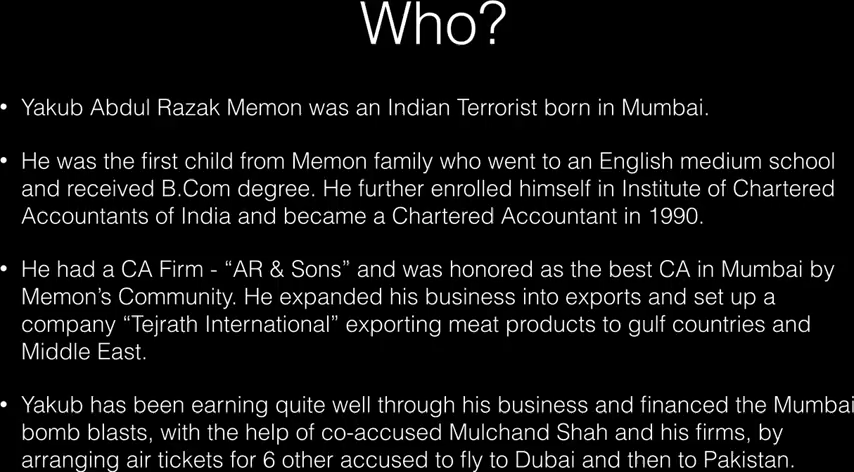 Who?
• Yakub Abdul Razak Memon was an Indian Terrorist born in Mumbai.
• He was the first child from Memon family who went to an English medium school
and received B.Com degree. He further enrolled himself in Institute of Chartered
Accountants of India and became a Chartered Accountant in 1990.
• He had a CA Firm - “AR & Sons” and was honored as the best CA in Mumbai by
Memon’s Community. He expanded his business into exports and set up a
company “Tejrath International” exporting meat products to gulf countries and
Middle East.
• Yakub has been earning quite well through his business and financed the Mumbai
bomb blasts, with the help of co-accused Mulchand Shah and his firms, by
arranging air tickets for 6 other accused to fly to Dubai and then to Pakistan.